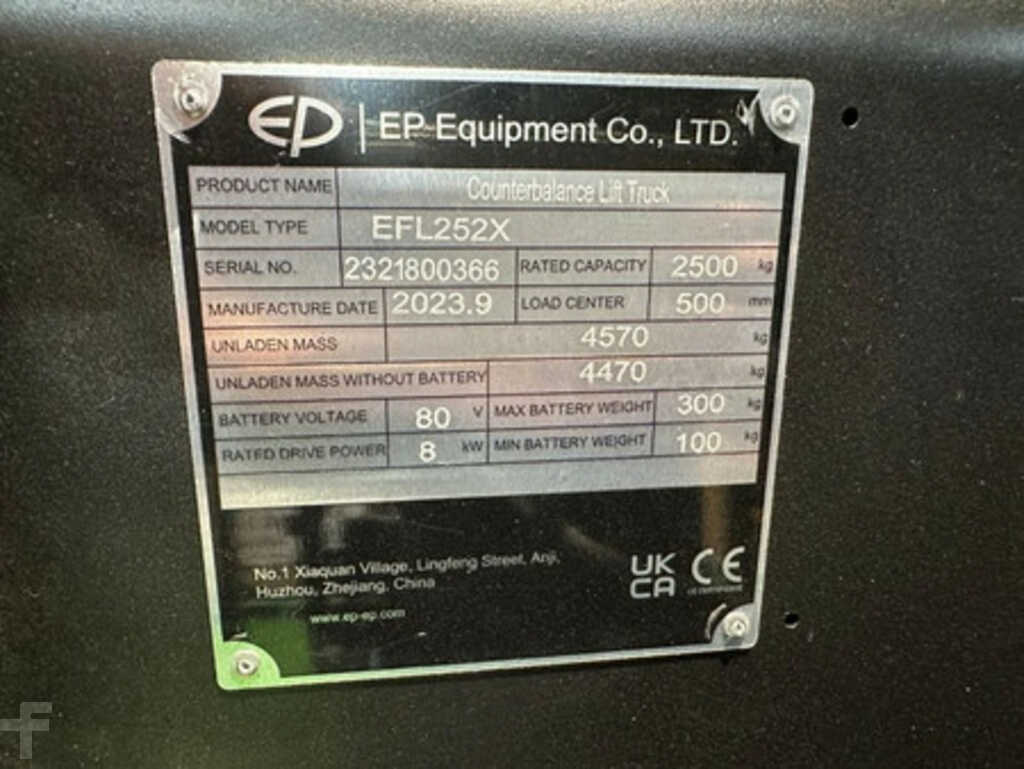 EP | EP Equipment Co., LTD.
PRODUCT NAME Counterbalance Lift Truck
MODEL TYPE EFL252X
SERIAL NO. 2321800366 RATED CAPACITY 2500 kg
MANUFACTURE DATE 2023.9 LOAD CENTER 500 mm
UNLADEN MASS 4570 kg
UNLADEN MASS WITHOUT BATTERY 4470 kg
BATTERY VOLTAGE 80 V MAX BATTERY WEIGHT 300 kg
RATED DRIVE POWER 8 kW MIN BATTERY WEIGHT 100 kg
No.1 Xiaquan Village, Lingfeng Street, Anji,
Huzhou, Zhejiang, China
www.ep-ep.com
UK
CA
CE
F